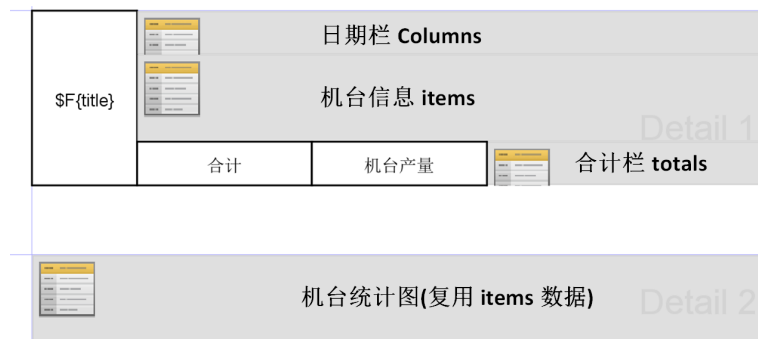 日期栏 Columns
$F{title}
机台信息 items
Detail 1
合计
机台产量
合计栏 totals
机台统计图(复用 items 数据)
Detail 2